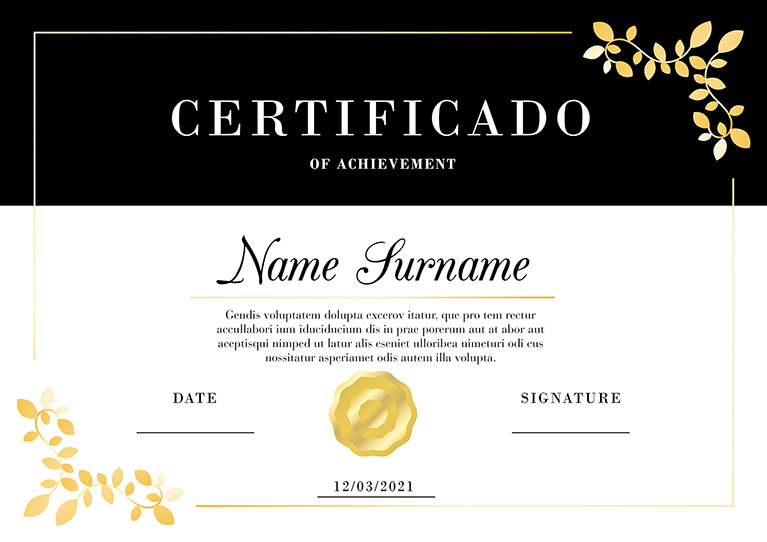 CERTIFICADO
OF ACHIEVEMENT
Name Surname
Gendis voluptatem dolupta excerov itatur, que pro tem rectur
accullabori ium iduciducium dis in prae porerum aut at abor aut
aceptisqui nimped ut latur alis eseniet ulloribea nimeturi odi cus
nossitatur asperiamet odis autem illa volupta.
DATE
SIGNATURE
12/03/2021